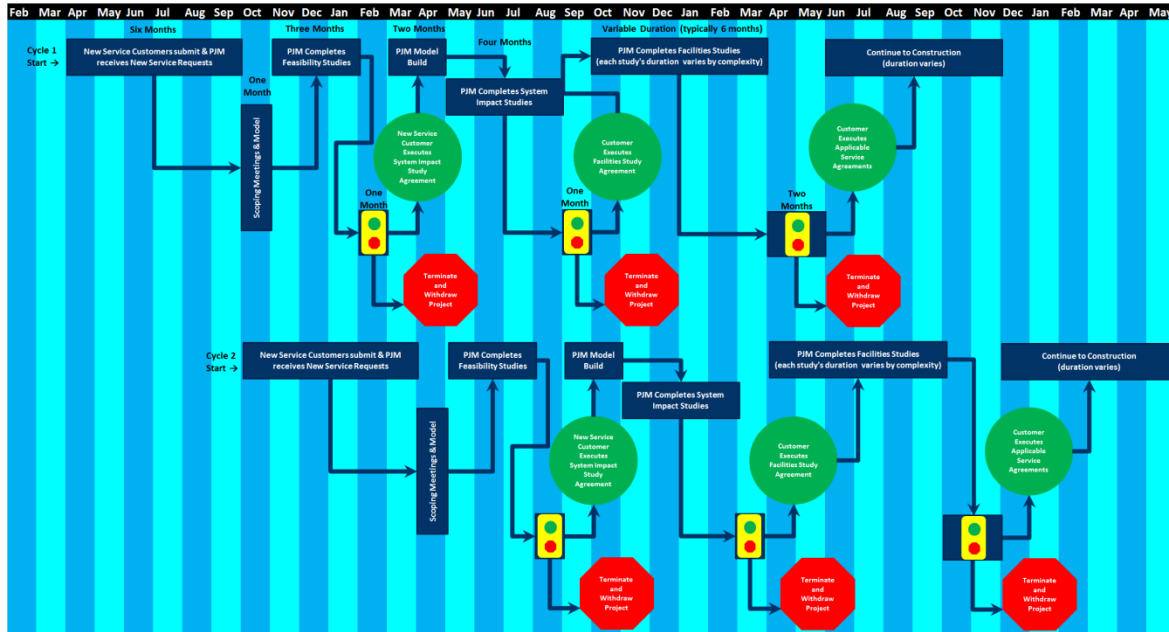 Feb Mar Apr May Jun Jul Aug Sep Oct Nov Dec Jan Feb Mar Apr May Jun Jul Aug Sep Oct Nov Dec Jan Feb Mar Apr May Jun Jul Aug Sep Oct Nov Dec Jan Feb Mar Apr May
Six Months
Three Months
Two Months
Four Months
Variable Duration (typically 6 months)
Cycle 1
Start →
New Service Customers submit & PJM
receives New Service Requests
One
Month
Scoping Meetings & Model
PJM Completes
Feasibility Studies
PJM Model
Build
PJM Completes System
Impact Studies
PJM Completes Facilities Studies
(each study's duration varies by complexity)
Continue to Construction
(duration varies)
New Service
Customer
Executes
System Impact
Study
Agreement
Customer
Executes
Facilities Study
Agreement
Customer
Executes
Applicable
Service
Agreements
One
Month
One
Month
Two
Months
Terminate
and
Withdraw
Project
Terminate
and
Withdraw
Project
Terminate
and
Withdraw
Project
Cycle 2
Start →
New Service Customers submit & PJM
receives New Service Requests
Scoping Meetings & Model
PJM Completes
Feasibility Studies
PJM Model
Build
PJM Completes System
Impact Studies
PJM Completes Facilities Studies
(each study's duration varies by complexity)
Continue to Construction
(duration varies)
New Service
Customer
Executes
System Impact
Study
Agreement
Customer
Executes
Facilities Study
Agreement
Customer
Executes
Applicable
Service
Agreements
Terminate
and
Withdraw
Project
Terminate
and
Withdraw
Project
Terminate
and
Withdraw
Project